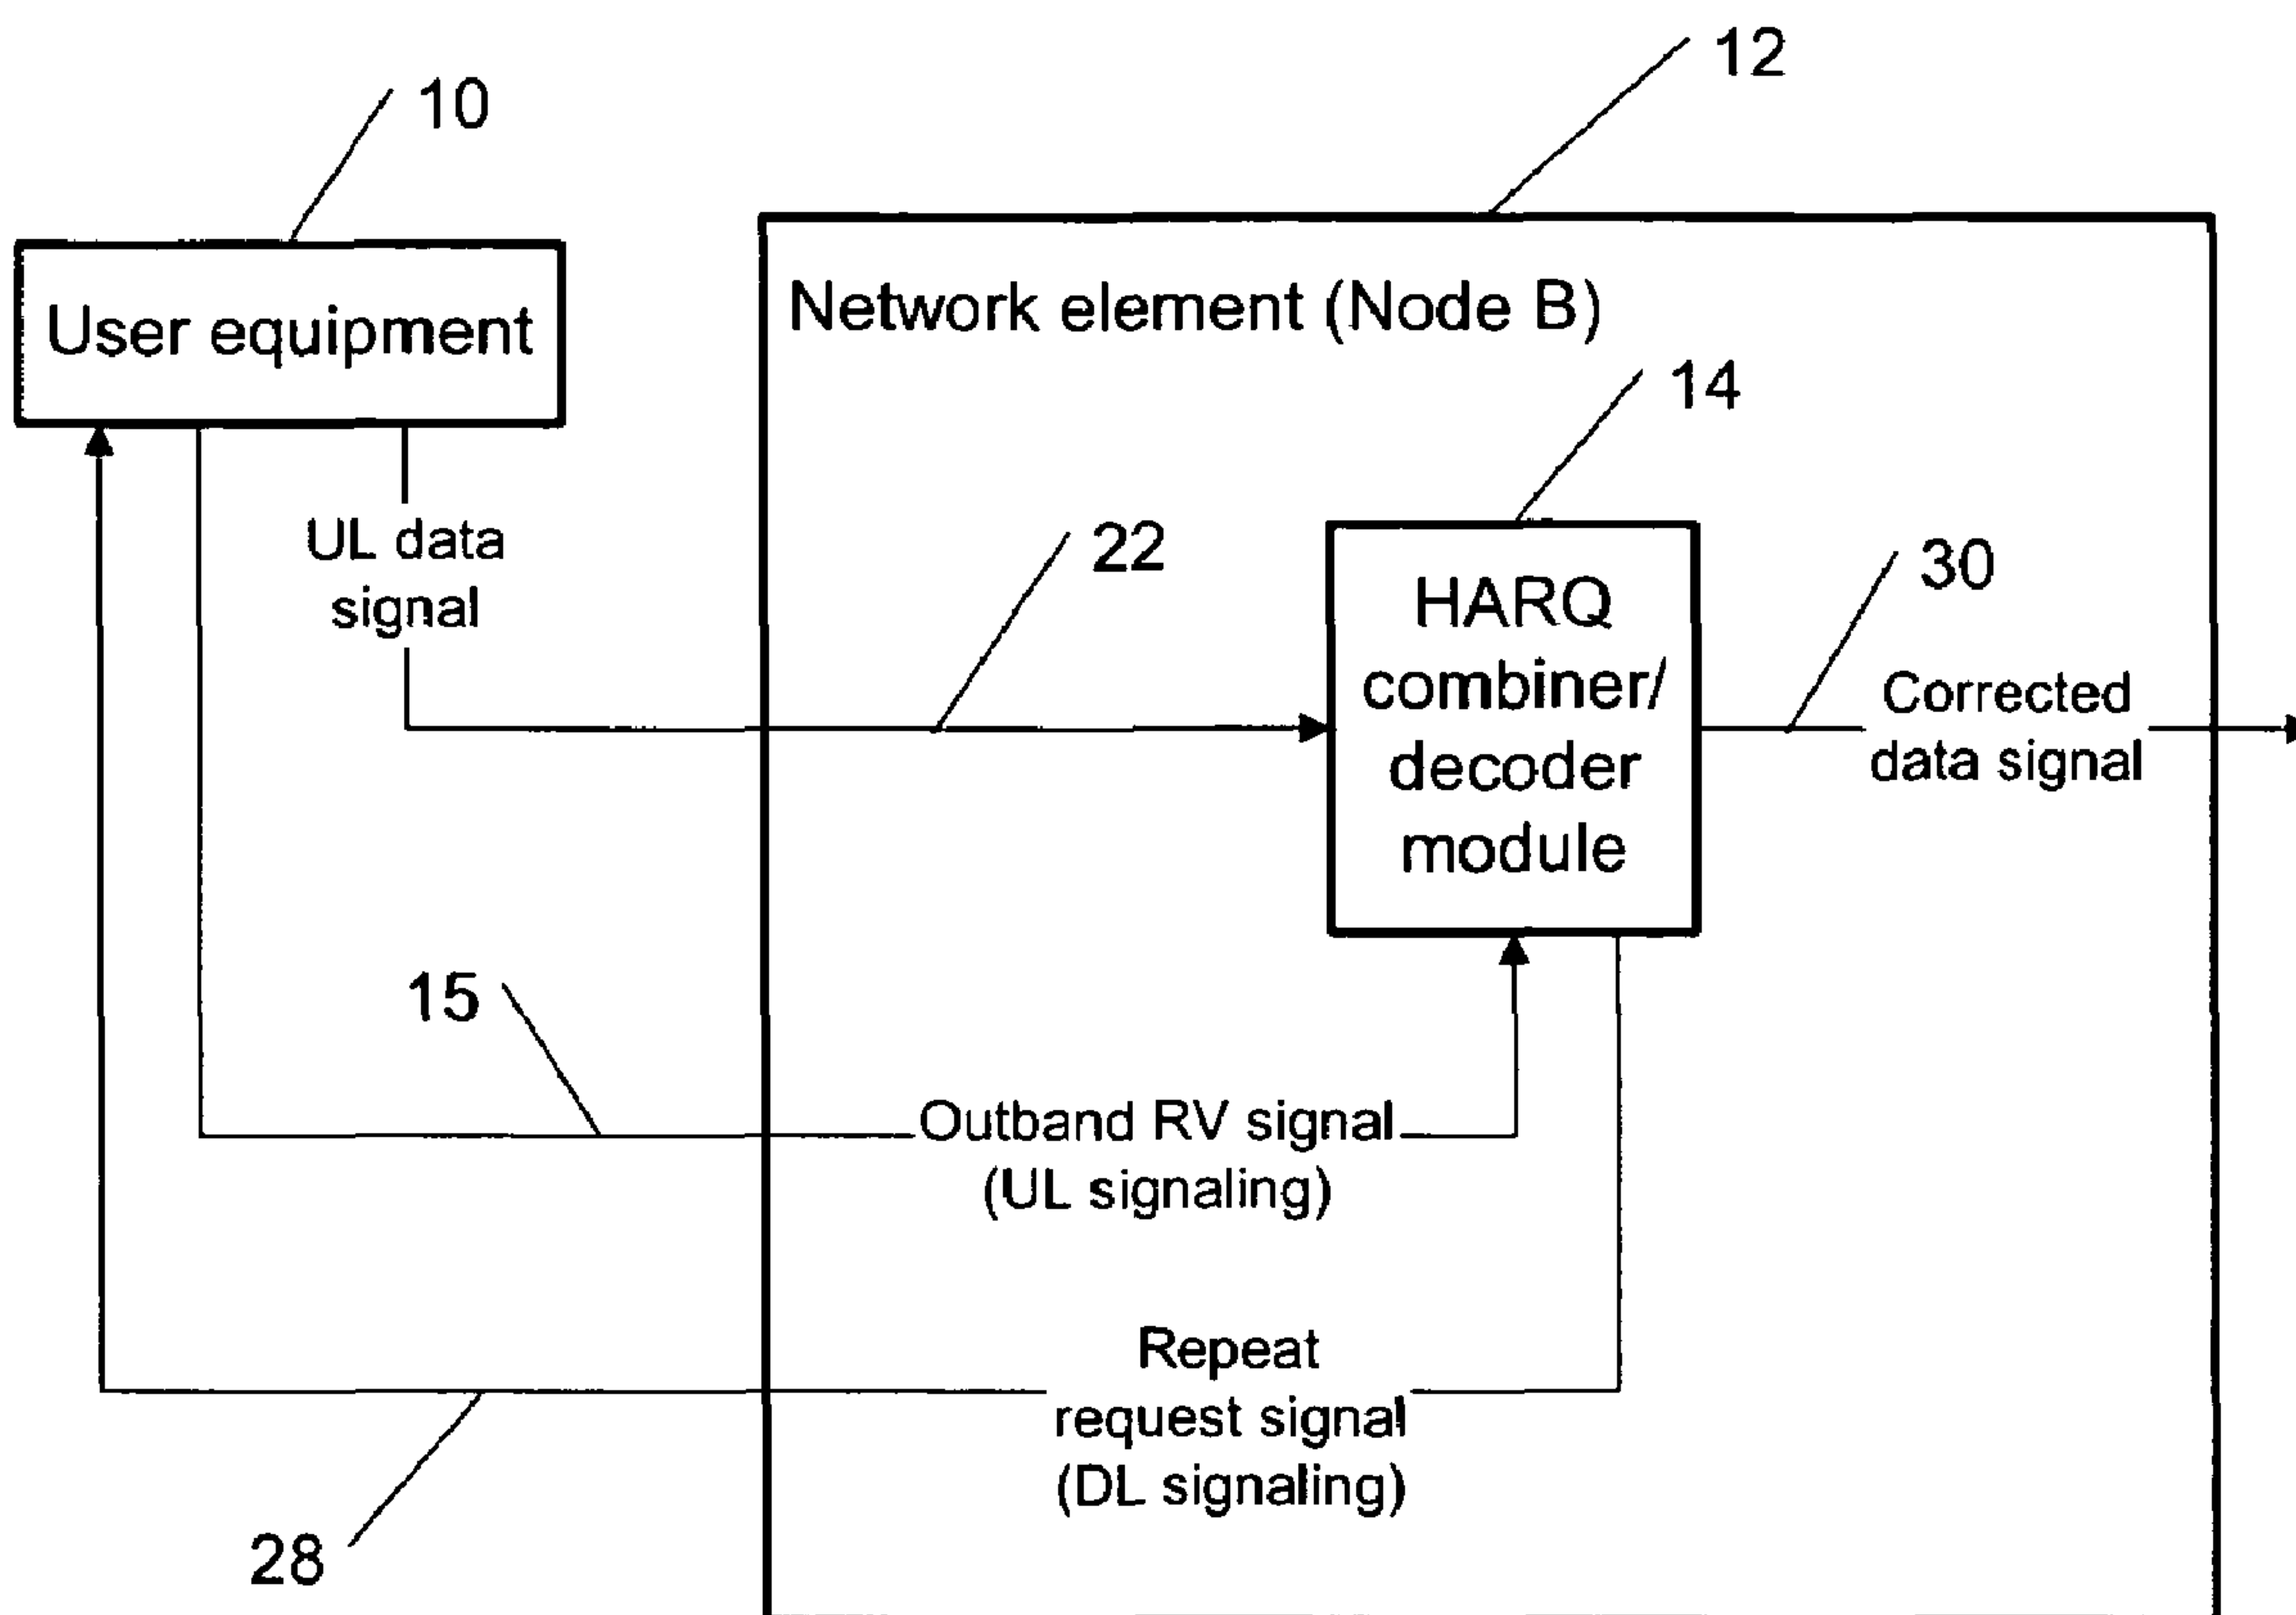 12
10
User equipment
Network element (Node B)
14
UL data
signal
22
HARQ
combiner/
decoder
module
30
Corrected
data signal
15
Outband RV signal
(UL signaling)
Repeat
request signal
(DL signaling)
28